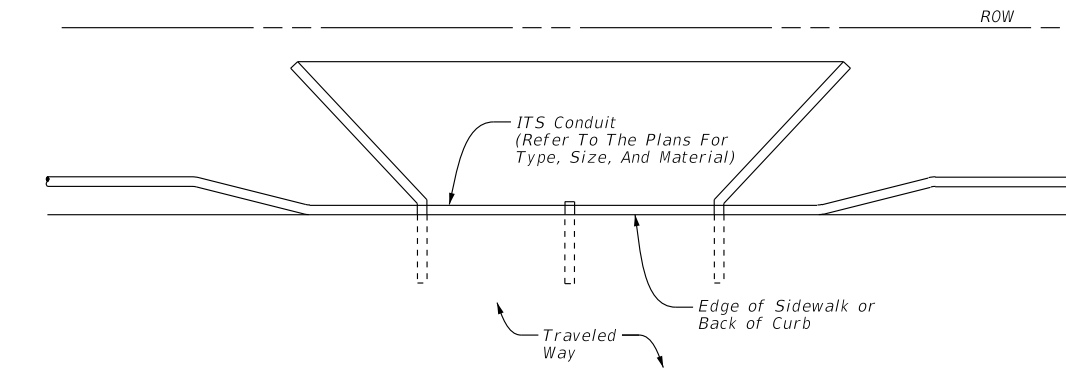 ROW
ITS Conduit
(Refer To The Plans For
Type, Size, And Material)
Edge of Sidewalk or
Back of Curb
Traveled
Way